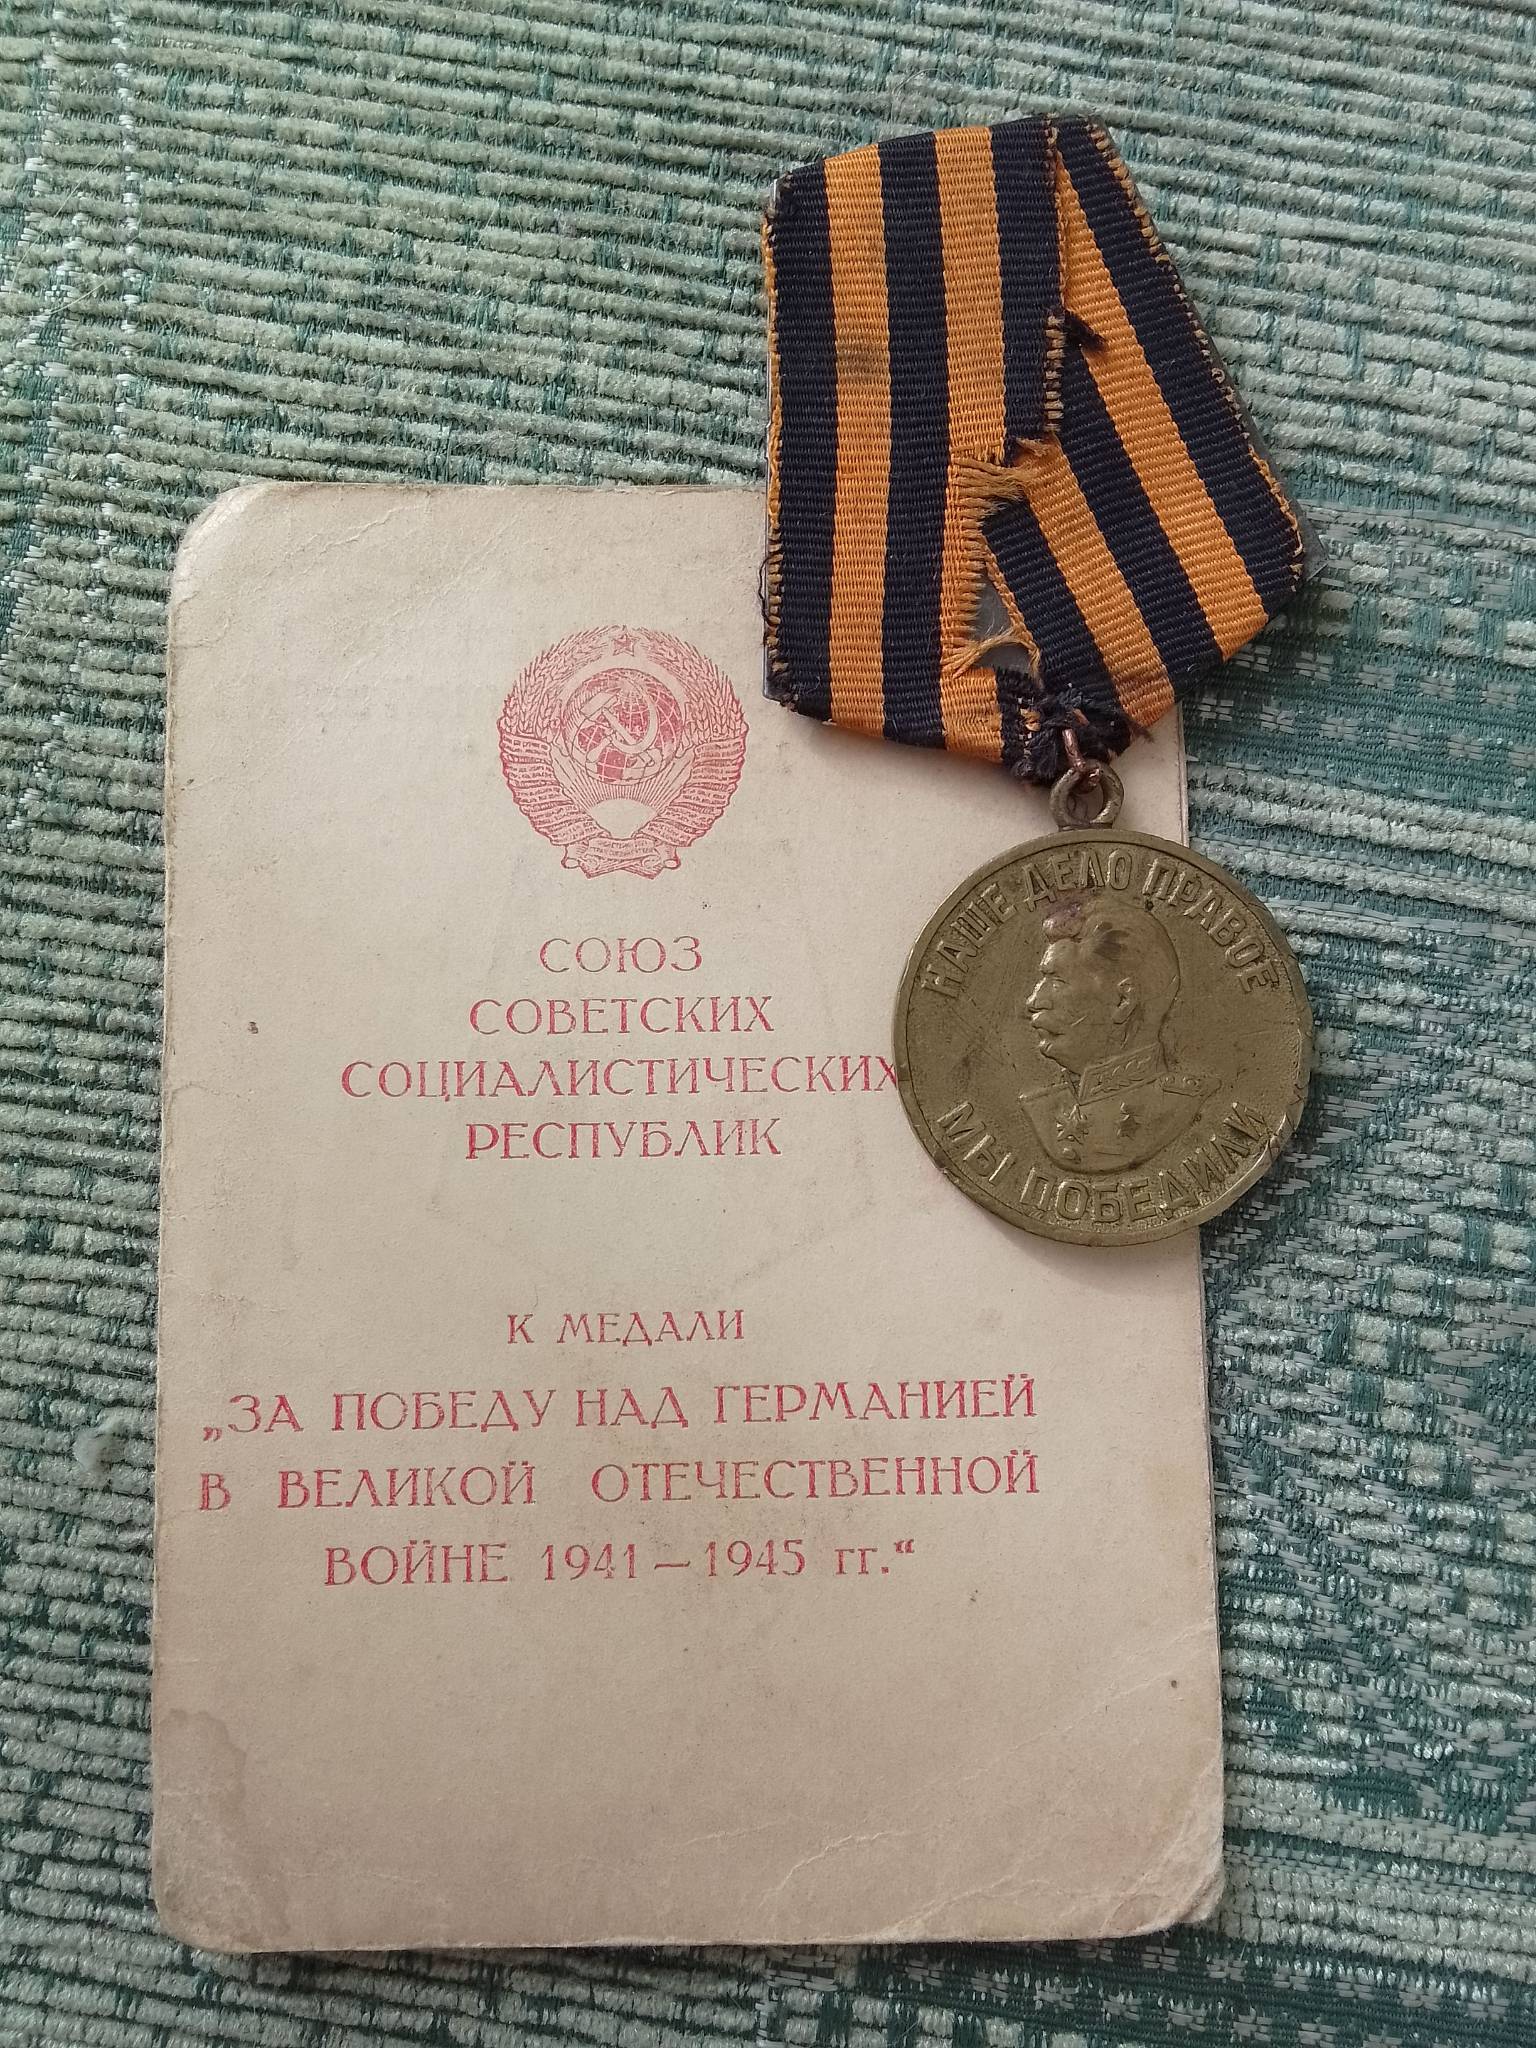 СОЮЗ
СОВЕТСКИХ
СОЦИАЛИСТИЧЕСКИХ
РЕСПУБЛИК
К МЕДАЛИ
„ЗА ПОБЕДУ НАД ГЕРМАНИЕЙ
В ВЕЛИКОЙ ОТЕЧЕСТВЕННОЙ
ВОЙНЕ 1941—1945 гг.“
НАШЕ ДЕЛО ПРАВОЕ
МЫ ПОБЕДИЛИ